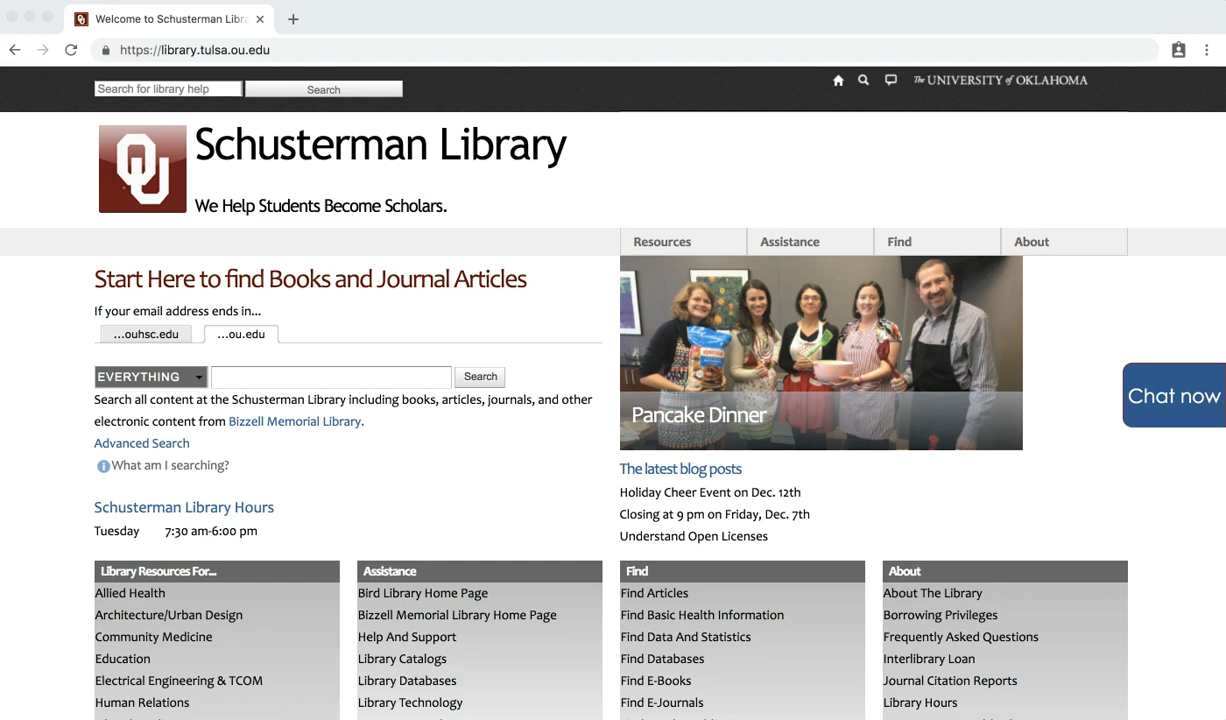 Welcome to Schusterman Libra
https://library.tulsa.ou.edu
Search for library help
Search
The UNIVERSITY of OKLAHOMA
OU
Schusterman Library
We Help Students Become Scholars.
Resources
Assistance
Find
About
Start Here to find Books and Journal Articles
If your email address ends in...
...ouhsc.edu
...ou.edu
EVERYTHING
Search
Search all content at the Schusterman Library including books, articles, journals, and other
electronic content from Bizzell Memorial Library.
Advanced Search
What am I searching?
Schusterman Library Hours
Tuesday 7:30 am-6:00 pm
Pancake Dinner
The latest blog posts
Holiday Cheer Event on Dec. 12th
Closing at 9 pm on Friday, Dec. 7th
Understand Open Licenses
Chat now
Library Resources For...
Allied Health
Architecture/Urban Design
Community Medicine
Education
Electrical Engineering & TCOM
Human Relations
Assistance
Bird Library Home Page
Bizzell Memorial Library Home Page
Help And Support
Library Catalogs
Library Databases
Library Technology
Find
Find Articles
Find Basic Health Information
Find Data And Statistics
Find Databases
Find E-Books
Find E-Journals
About
About The Library
Borrowing Privileges
Frequently Asked Questions
Interlibrary Loan
Journal Citation Reports
Library Hours